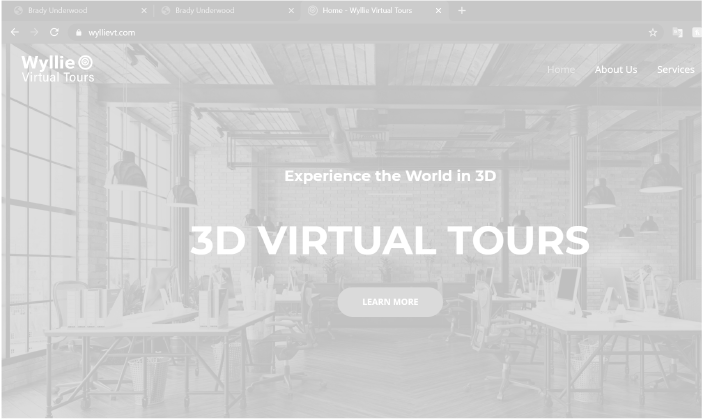 Brady Underwood
Brady Underwood
Home - Wyllie Virtual Tours
wyllievt.com
Wyllie
Virtual Tours
Home
About Us
Services
Experience the World in 3D
3D VIRTUAL TOURS
LEARN MORE